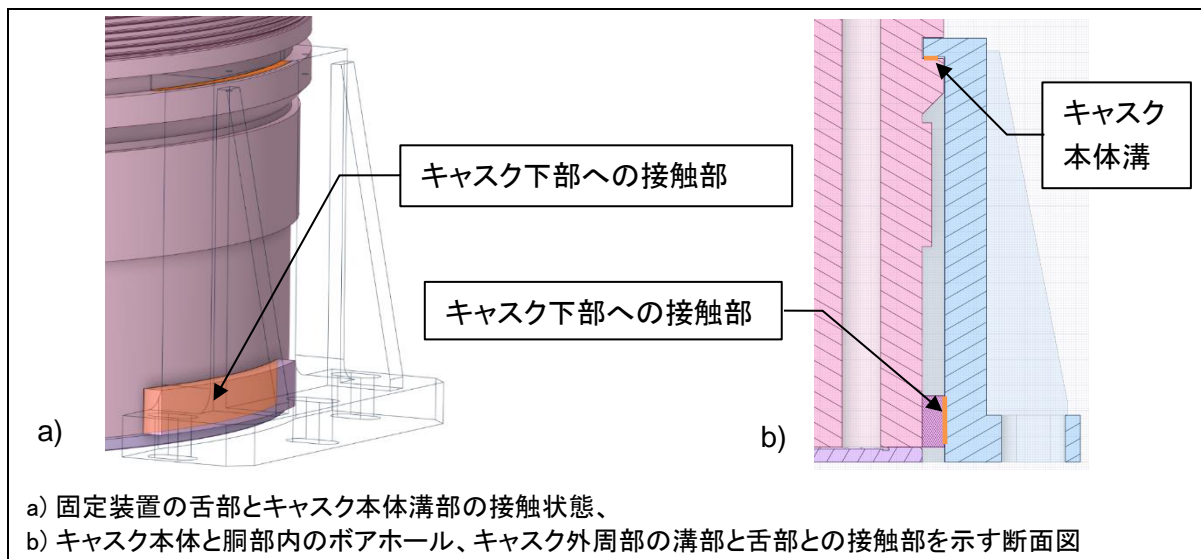 キャスク
本体溝
キャスク下部への接触部
キャスク下部への接触部
a)
b)
a) 固定装置の舌部とキャスク本体溝部の接触状態、
b) キャスク本体と胴部内のボアホール、キャスク外周部の溝部と舌部との接触部を示す断面図